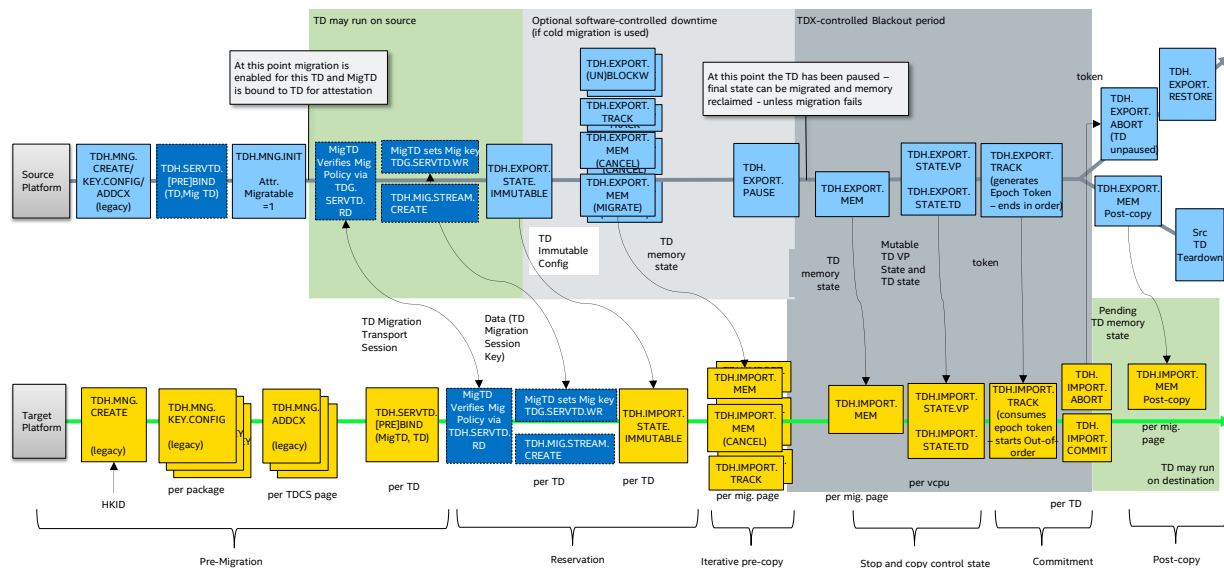 TD may run on source
Optional software-controlled downtime
(if cold migration is used)
TDX-controlled Blackout period
At this point migration is
enabled for this TD and MigTD
is bound to TD for attestation
At this point the TD has been paused –
final state can be migrated and memory
reclaimed - unless migration fails
Source
Platform
TDH.MNG.
CREATE/
KEY.CONFIG/
ADDCX
(legacy)
TDH.SERVTD.
[PRE]BIND
(TD,Mig TD)
TDH.MNG.INIT
Attr.
Migratable
=1
MigTD
Verifies Mig
Policy via
TDG.
SERVTD.
RD
MigTD sets Mig key
TDG.SERVTD.WR
TDH.MIG.STREAM.
CREATE
TDH.EXPORT.
STATE.
IMMUTABLE
TDH.EXPORT.
(UN)BLOCKW
TDH.EXPORT.
TRACK
TRACK
TDH.EXPORT.
MEM
(CANCEL)
(CANCEL)
TDH.EXPORT.
MEM
(MIGRATE)
TDH.
EXPORT.
PAUSE
TDH.EXPORT.
MEM
TDH.EXPORT.
STATE.VP
TDH.EXPORT.
STATE.TD
TDH.EXPORT.
TRACK
(generates
Epoch Token
– ends in order)
token
TDH.
EXPORT.
ABORT
(TD
unpaused)
TDH.
EXPORT.
RESTORE
TDH.EXPORT.
MEM
Post-copy
Src
TD
Teardown
TD Migration
Transport
Session
Data (TD
Migration
Session
Key)
TD
Immutable
Config
TD
memory
state
TD
memory
state
Mutable
TD VP
State and
TD state
token
Pending
TD memory
state
Target
Platform
TDH.MNG.
CREATE
(legacy)
HKID
TDH.MNG.
KEY.CONFIG
(legacy)
per package
TDH.MNG.
ADDCX
(legacy)
per TDCS page
TDH.SERVTD.
[PRE]BIND
(MigTD, TD)
per TD
MigTD
Verifies Mig
Policy via
TDH.SERVTD.
RD
MigTD sets Mig key
TDG.SERVTD.WR
TDH.MIG.STREAM.
CREATE
per TD
TDH.IMPORT.
STATE.
IMMUTABLE
per TD
TDH.IMPORT.
MEM
TDH.IMPORT.
MEM
(CANCEL)
TDH.IMPORT.
TRACK
per mig. page
TDH.IMPORT.
MEM
per mig. page
TDH.IMPORT.
STATE.VP
TDH.IMPORT.
STATE.TD
per vcpu
TDH.IMPORT.
TRACK
(consumes
epoch token
– starts Out-of-
order)
TDH.
IMPORT.
ABORT
TDH.
IMPORT.
COMMIT
per TD
TDH.IMPORT.
MEM
Post-copy
per mig.
page
TD may run
on destination
Pre-Migration
Reservation
Iterative pre-copy
Stop and copy control state
Commitment
Post-copy